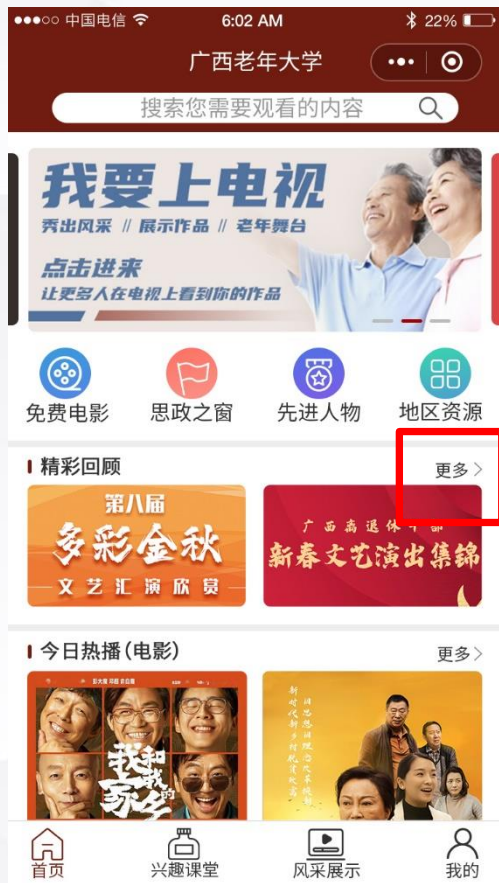 中国电信 6:02 AM 22%
广西老年大学
搜索您需要观看的内容
我要上电视
秀出风采 // 展示作品 // 老年舞台
点击进来
让更多人在电视上看到你的作品
免费电影 思政之窗 先进人物 地区资源
精彩回顾 更多
第八届
多彩金秋
文艺汇演欣赏
广西离退休干部
新春文艺演出集锦
今日热播(电影) 更多
我和我的家乡
首页 兴趣课堂 风采展示 我的